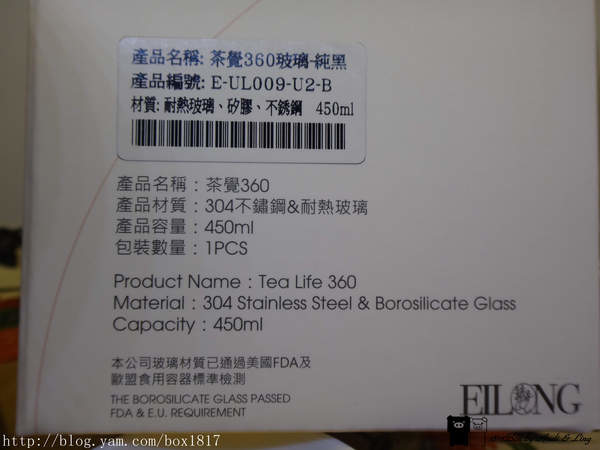 產品名稱: 茶覺360玻璃-純黑
產品編號: E-UL009-U2-B
材質: 耐熱玻璃、矽膠、不銹鋼 450ml
產品名稱：茶覺360
產品材質：304不鏽鋼&耐熱玻璃
產品容量：450ml
包裝數量：1PCS
Product Name : Tea Life 360
Material : 304 Stainless Steel & Borosilicate Glass
Capacity : 450ml
本公司玻璃材質已通過美國FDA及
歐盟食用容器標準檢測
THE BOROSILICATE GLASS PASSED
FDA & E.U. REQUIREMENT
EILONG
http://blog.yam.com/box1817
& Ling